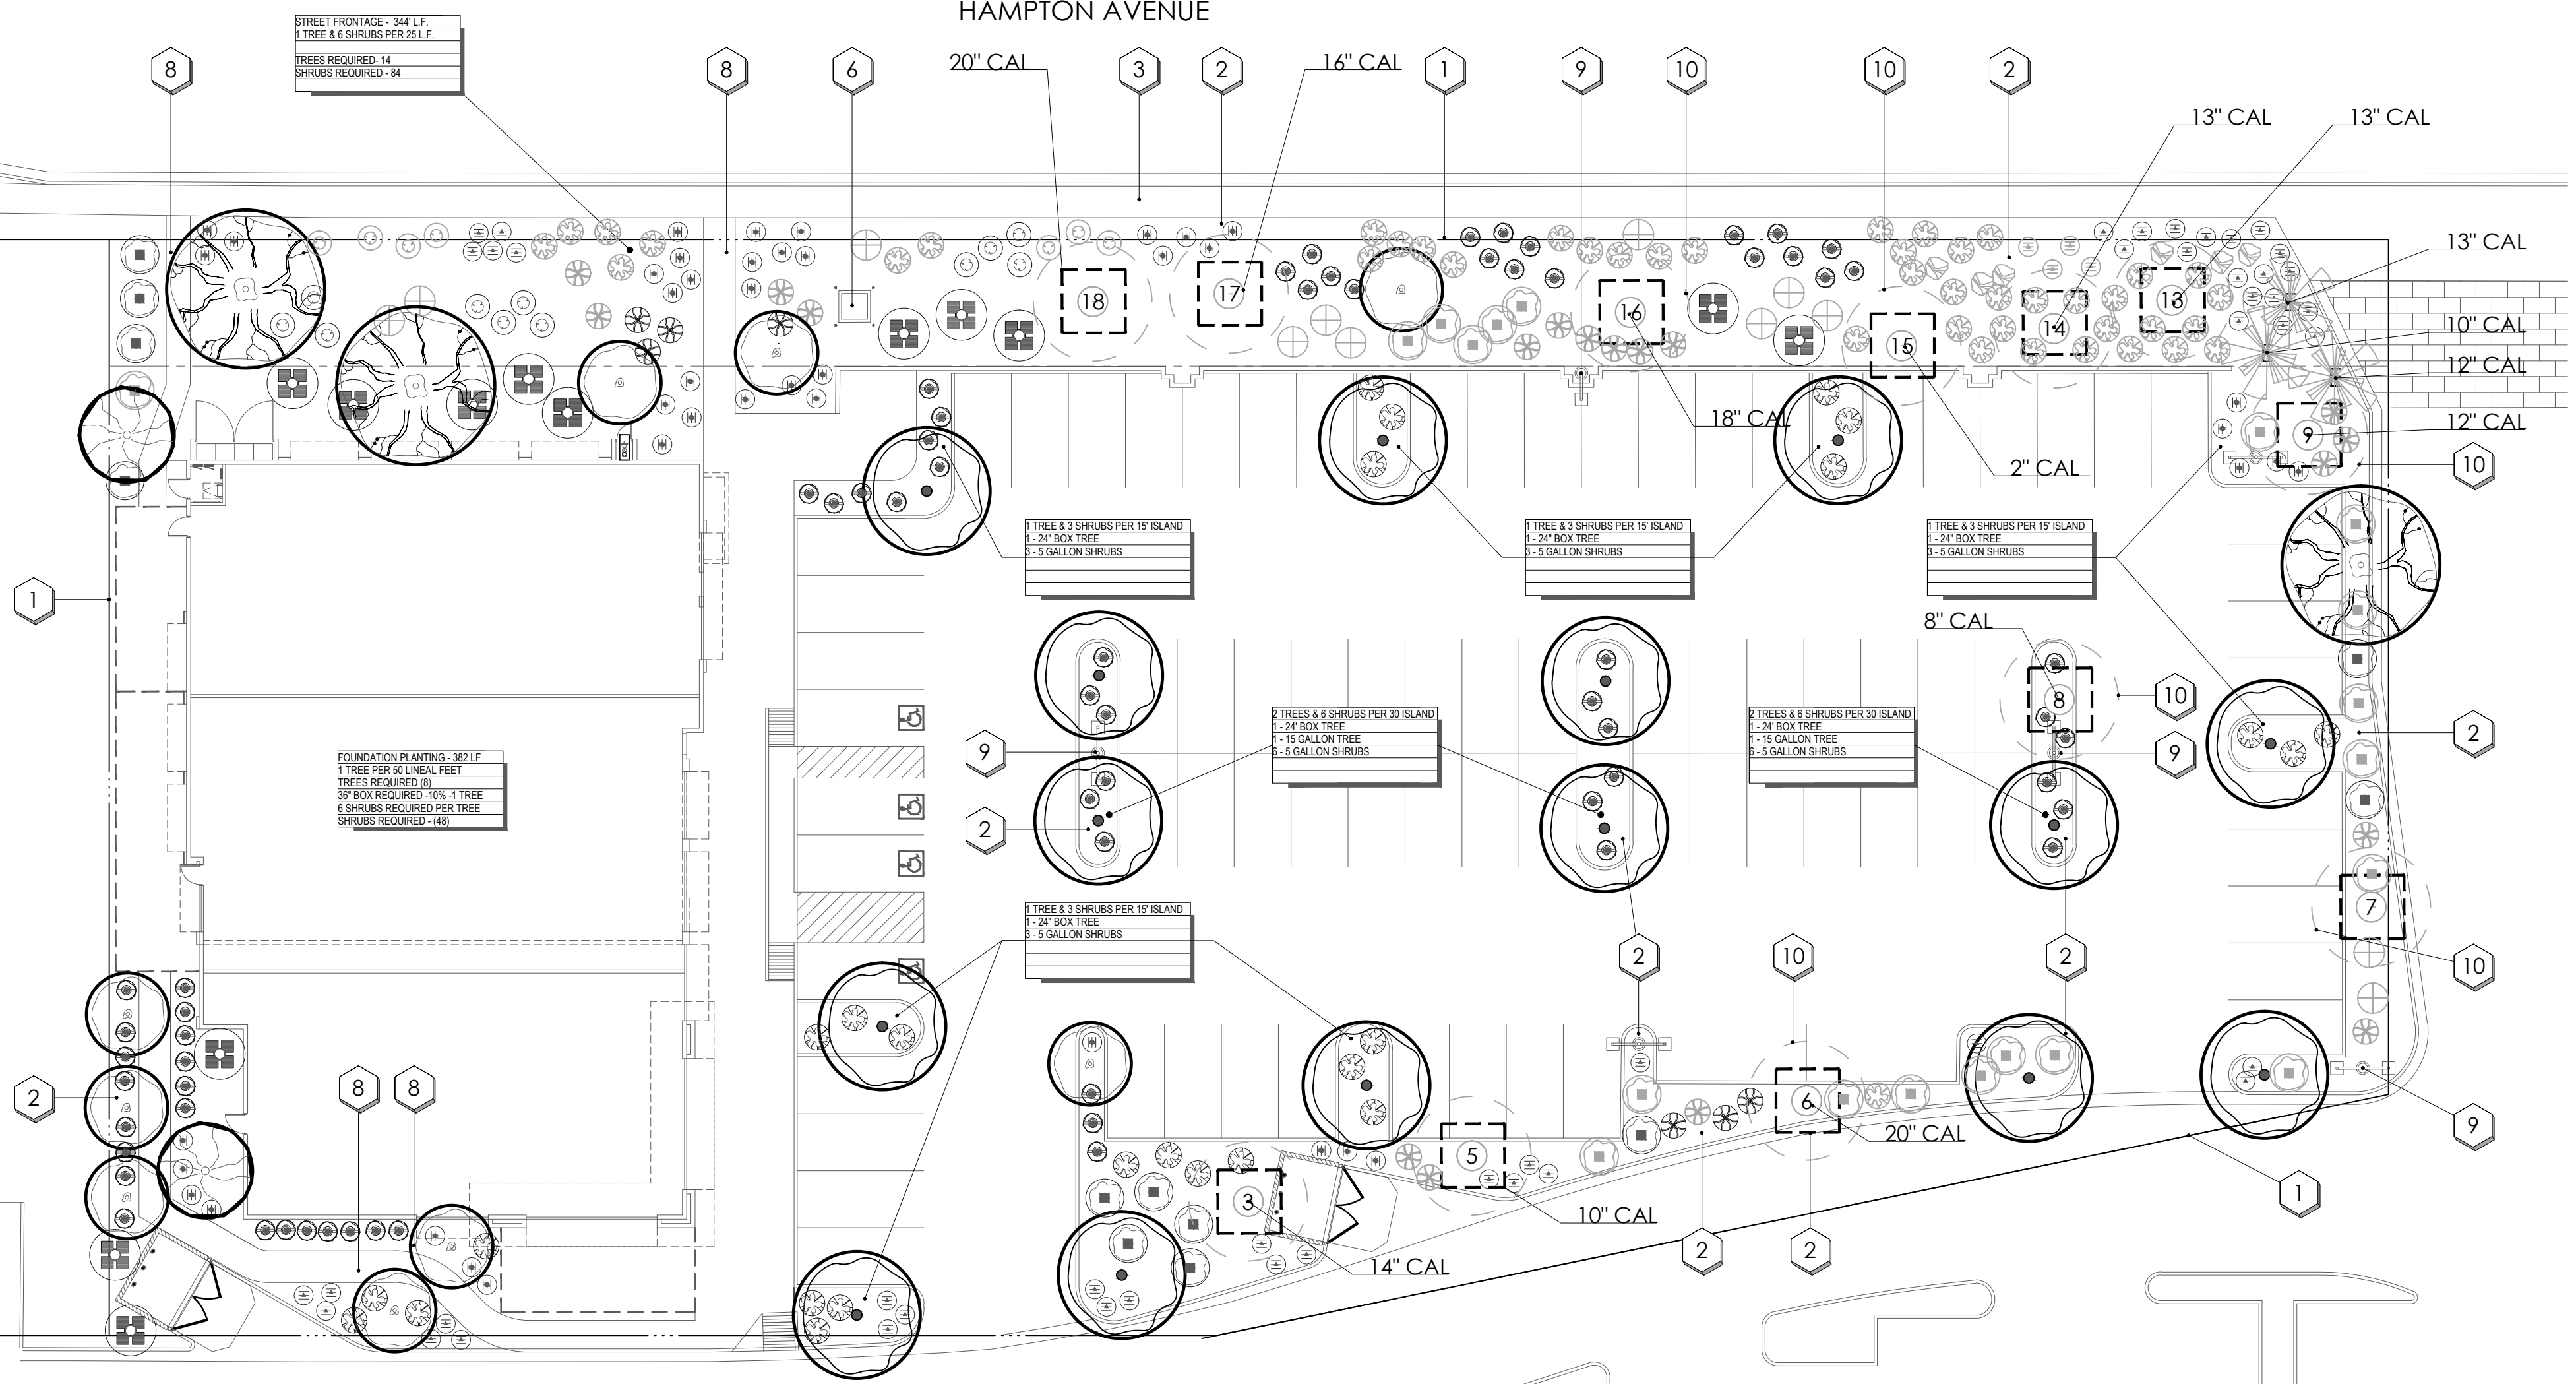 HAMPTON AVENUE
STREET FRONTAGE - 344' L.F.
1 TREE & 6 SHRUBS PER 25 L.F.
TREES REQUIRED- 14
SHRUBS REQUIRED - 84
8
8
6
20" CAL
3
2
16" CAL
1
9
10
10
2
13" CAL
13" CAL
13" CAL
10" CAL
12" CAL
12" CAL
18
17
16
15
14
13
9
18" CAL
2" CAL
10
1 TREE & 3 SHRUBS PER 15' ISLAND
1 - 24" BOX TREE
3 - 5 GALLON SHRUBS
1 TREE & 3 SHRUBS PER 15' ISLAND
1 - 24" BOX TREE
3 - 5 GALLON SHRUBS
1 TREE & 3 SHRUBS PER 15' ISLAND
1 - 24" BOX TREE
3 - 5 GALLON SHRUBS
1
8" CAL
8
10
9
2
FOUNDATION PLANTING - 382 LF
1 TREE PER 50 LINEAL FEET
TREES REQUIRED (8)
36" BOX REQUIRED -10% -1 TREE
6 SHRUBS REQUIRED PER TREE
SHRUBS REQUIRED - (48)
9
2
2 TREES & 6 SHRUBS PER 30 ISLAND
1 - 24' BOX TREE
1 - 15 GALLON TREE
6 - 5 GALLON SHRUBS
2 TREES & 6 SHRUBS PER 30 ISLAND
1 - 24' BOX TREE
1 - 15 GALLON TREE
6 - 5 GALLON SHRUBS
1 TREE & 3 SHRUBS PER 15' ISLAND
1 - 24" BOX TREE
3 - 5 GALLON SHRUBS
7
2
10
2
10
2
8
8
6
20" CAL
9
5
3
10" CAL
14" CAL
2
2
1